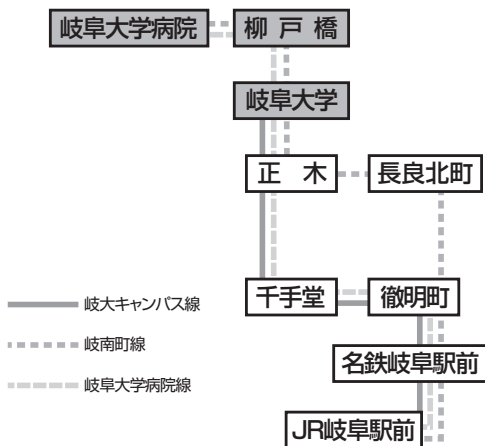 岐阜大学病院
柳戸橋
岐阜大学
正木
長良北町
千手堂
徹明町
岐大キャンパス線
岐南町線
名鉄岐阜駅前
岐阜大学病院線
JR岐阜駅前